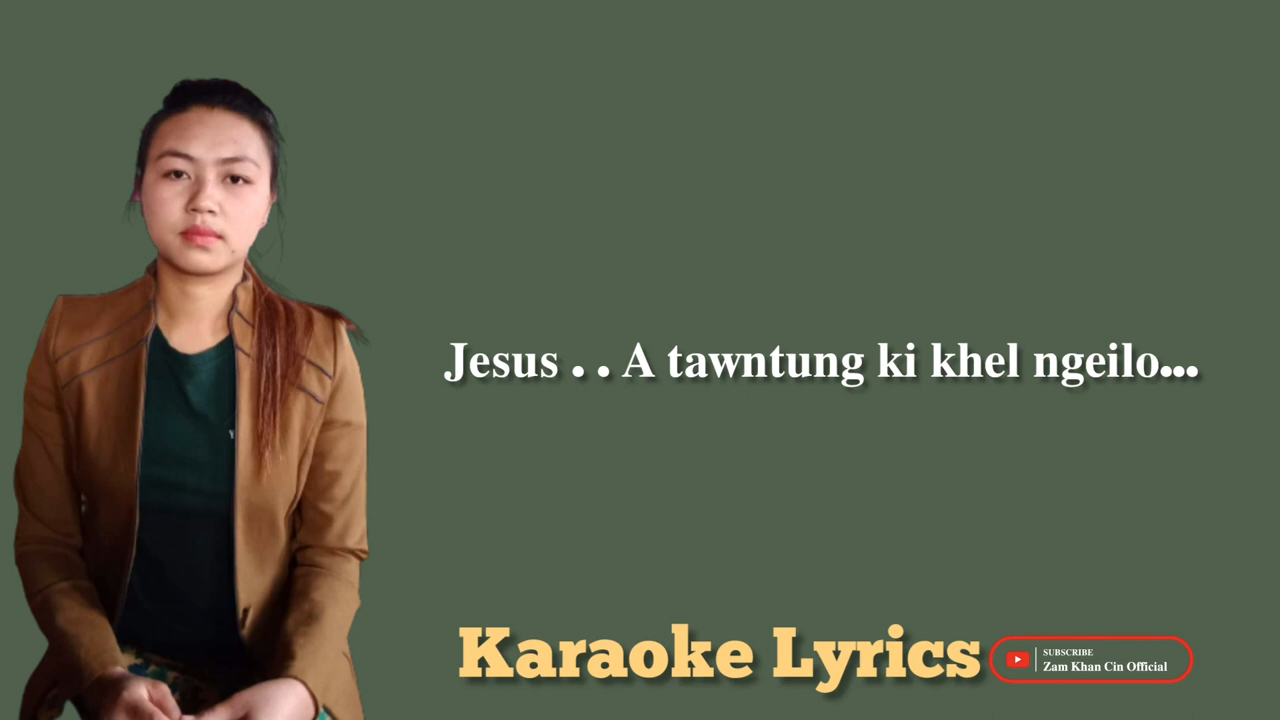 Jesus . . A tawntung ki khel ngeilo...
Karaoke Lyrics
SUBSCRIBE
Zam Khan Cin Official